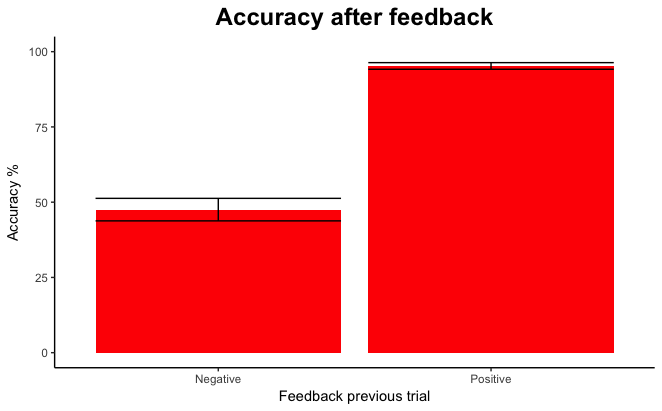 Accuracy after feedback
Accuracy %
100
75
50
25
0
Negative
Positive
Feedback previous trial